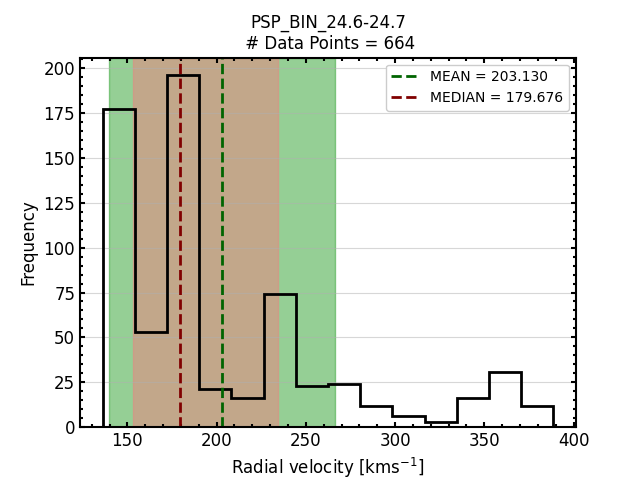 PSP_BIN_24.6-24.7
# Data Points = 664
MEAN = 203.130
MEDIAN = 179.676
200
175
150
125
100
75
50
25
0
Frequency
150
200
250
300
350
400
Radial velocity [kms⁻¹]